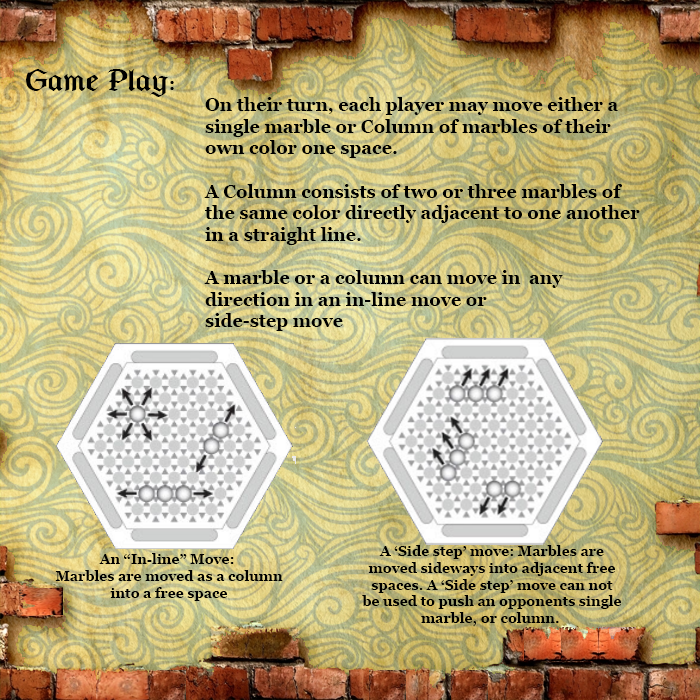 Game Play:
On their turn, each player may move either a
single marble or Column of marbles of their
own color one space.
A Column consists of two or three marbles of
the same color directly adjacent to one another
in a straight line.
A marble or a column can move in any
direction in an in-line move or
side-step move
An “In-line” Move:
Marbles are moved as a column
into a free space
A ‘Side step’ move: Marbles are
moved sideways into adjacent free
spaces. A ‘Side step’ move can not
be used to push an opponents single
marble, or column.